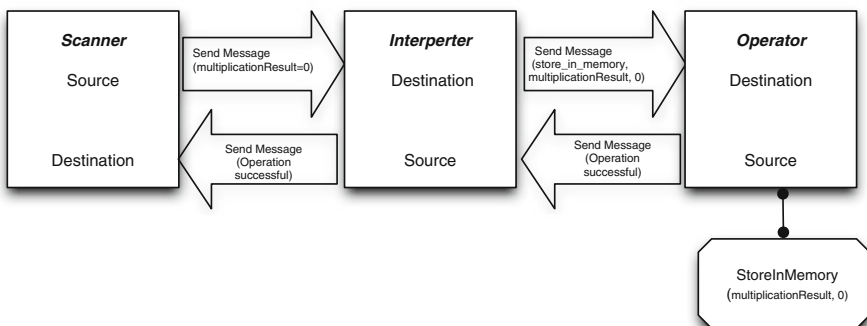 Scanner
Source
Destination
Send Message
(multiplicationResult=0)
Send Message
(Operation
successful)
Interperter
Destination
Source
Send Message
(store_in_memory,
multiplicationResult, 0)
Send Message
(Operation
successful)
Operator
Destination
Source
StoreInMemory
(multiplicationResult, 0)